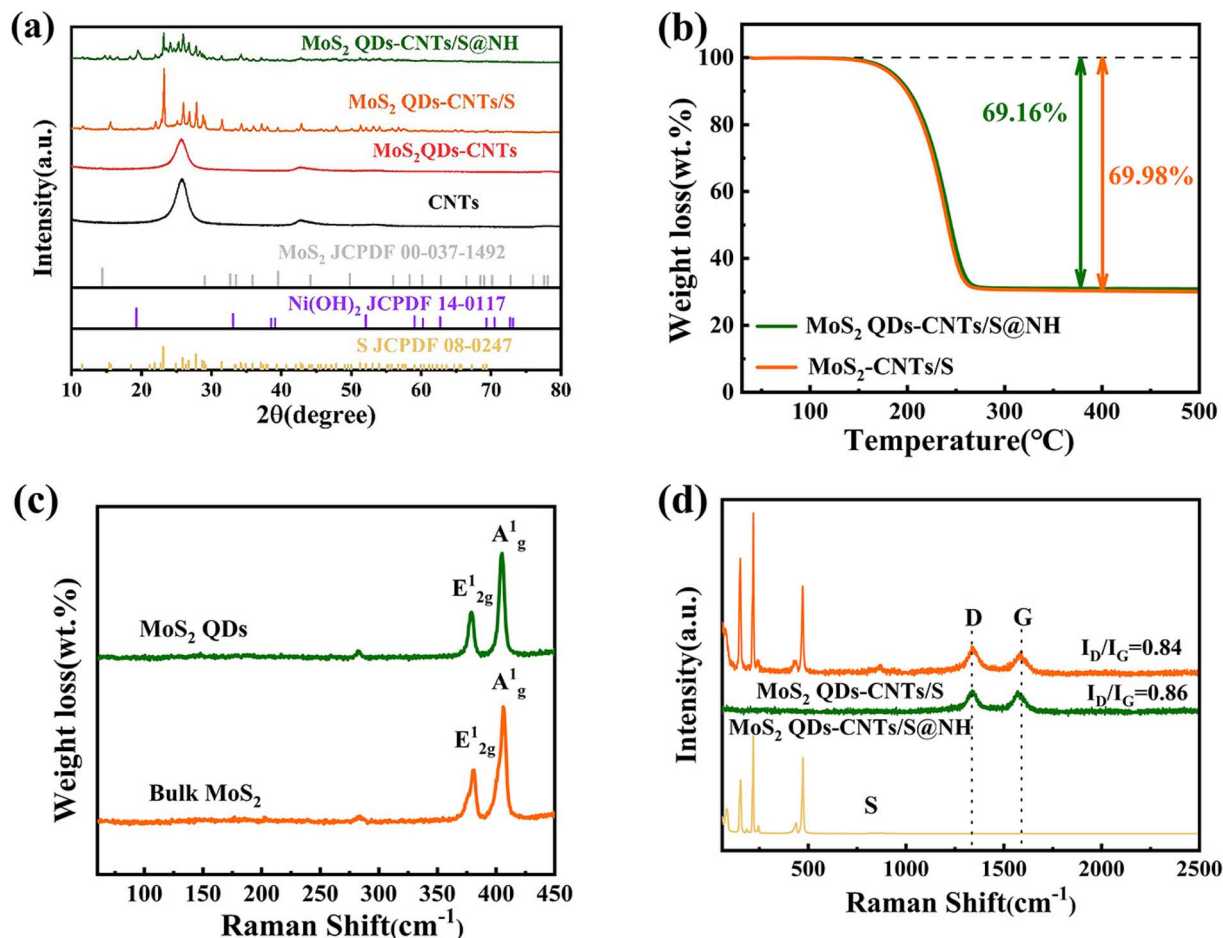 (a)
MoS₂ QDs-CNTs/S@NH
MoS₂ QDs-CNTs/S
MoS₂QDs-CNTs
CNTs
MoS₂ JCPDF 00-037-1492
Ni(OH)₂ JCPDF 14-0117
S JCPDF 08-0247
Intensity(a.u.)
10 20 30 40 50 60 70 80
2θ(degree)
(b)
100
80
60
40
20
0
69.16%
69.98%
MoS₂ QDs-CNTs/S@NH
MoS₂-CNTs/S
Weight loss(wt.%)
100 200 300 400 500
Temperature(°C)
(c)
A¹g
E¹2g
MoS₂ QDs
A¹g
E¹2g
Bulk MoS₂
Weight loss(wt.%)
100 150 200 250 300 350 400 450
Raman Shift(cm⁻¹)
(d)
D G
I_D/I_G=0.84
MoS₂ QDs-CNTs/S
I_D/I_G=0.86
MoS₂ QDs-CNTs/S@NH
S
Intensity(a.u.)
500 1000 1500 2000 2500
Raman Shift(cm⁻¹)